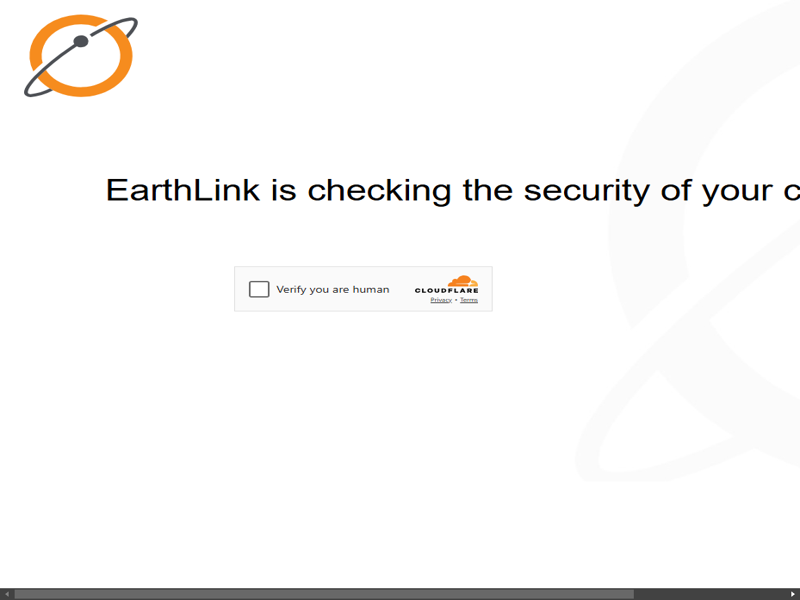 EarthLink is checking the security of your c
Verify you are human
CLOUDFLARE
Privacy • Terms